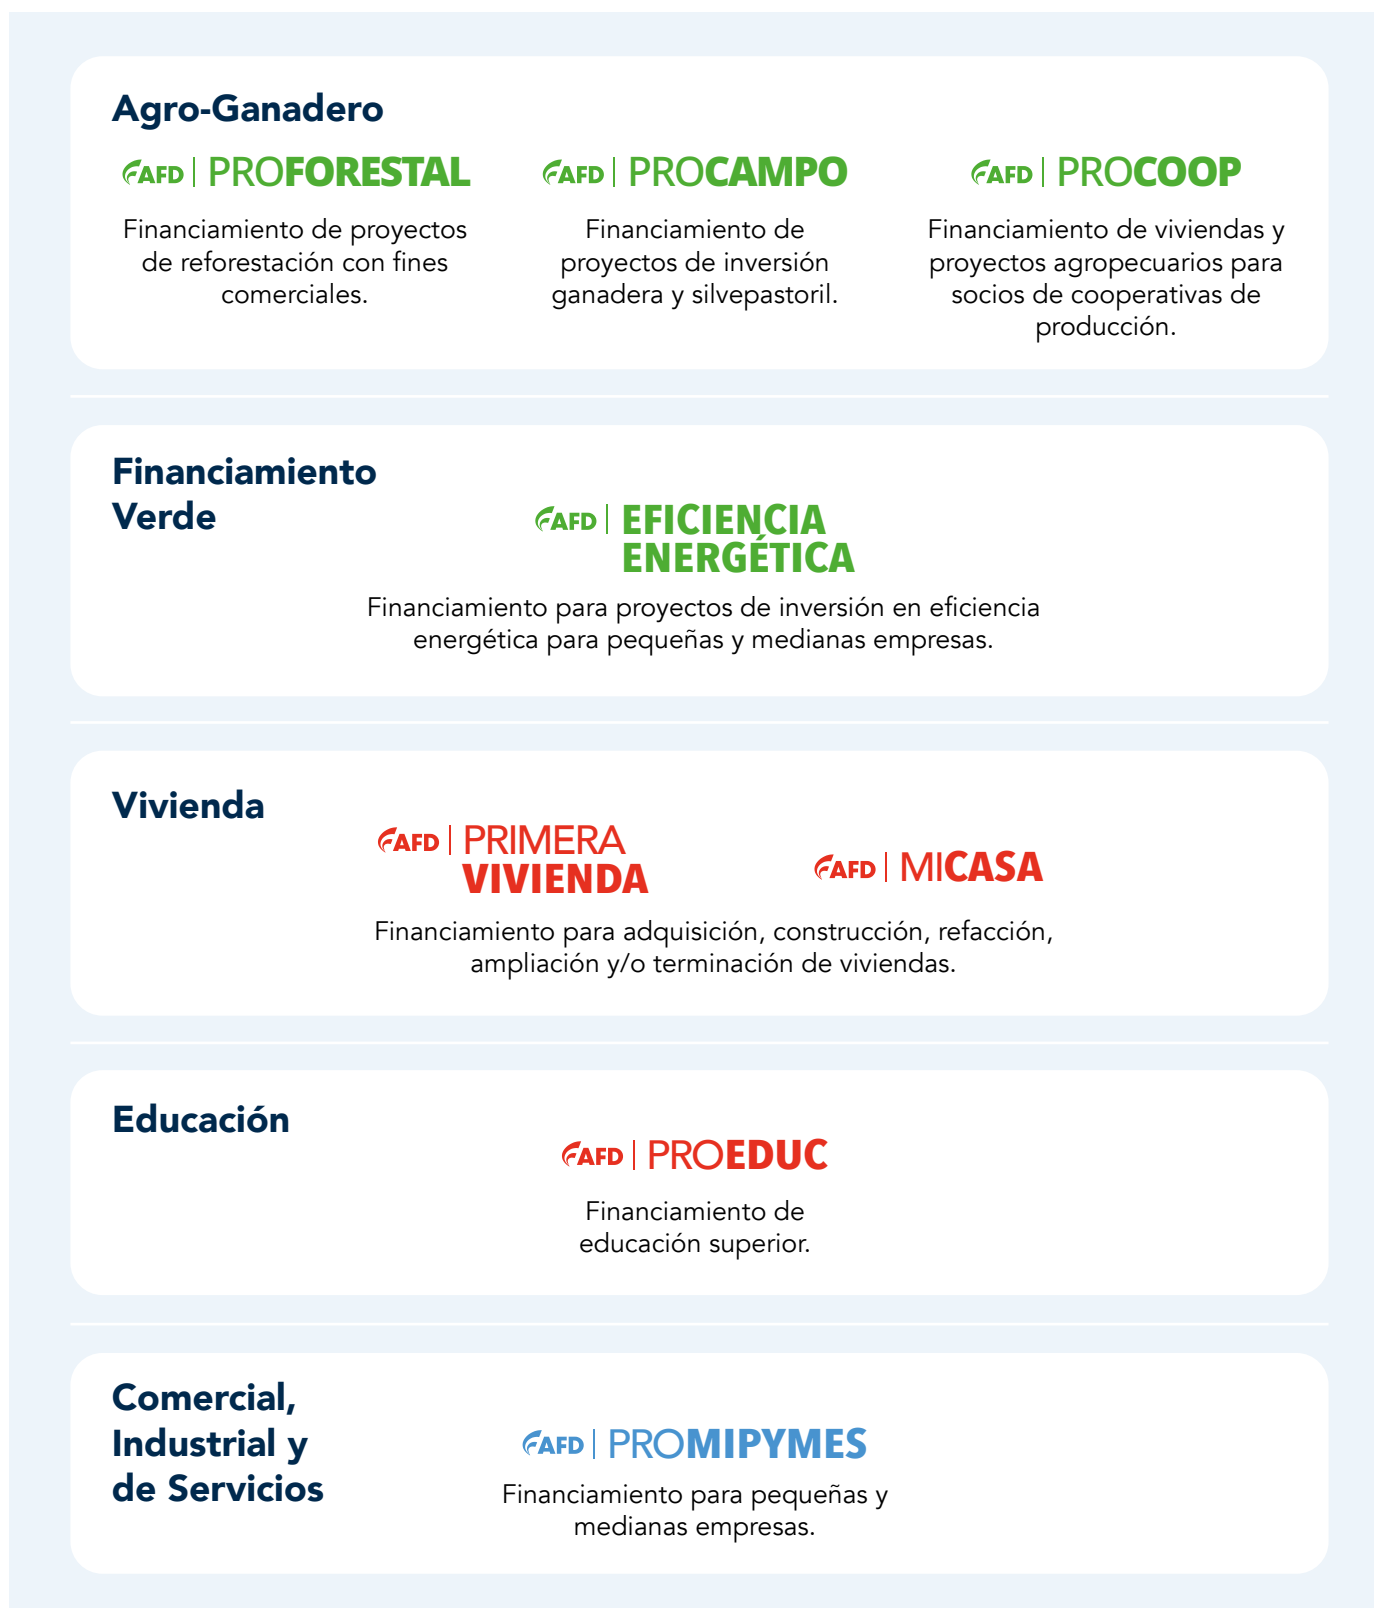 Agro-Ganadero
AFD | PROFORESTAL
Financiamiento de proyectos
de reforestación con fines
comerciales.
AFD | PROCAMPO
Financiamiento de
proyectos de inversión
ganadera y silvepastoril.
AFD | PROCOOP
Financiamiento de viviendas y
proyectos agropecuarios para
socios de cooperativas de
producción.
Financiamiento
Verde
AFD | EFICIENCIA
ENERGÉTICA
Financiamiento para proyectos de inversión en eficiencia
energética para pequeñas y medianas empresas.
Vivienda
AFD | PRIMERA
VIVIENDA
AFD | MICASA
Financiamiento para adquisición, construcción, refacción,
ampliación y/o terminación de viviendas.
Educación
AFD | PROEDUC
Financiamiento de
educación superior.
Comercial,
Industrial y
de Servicios
AFD | PROMIPYMES
Financiamiento para pequeñas y
medianas empresas.